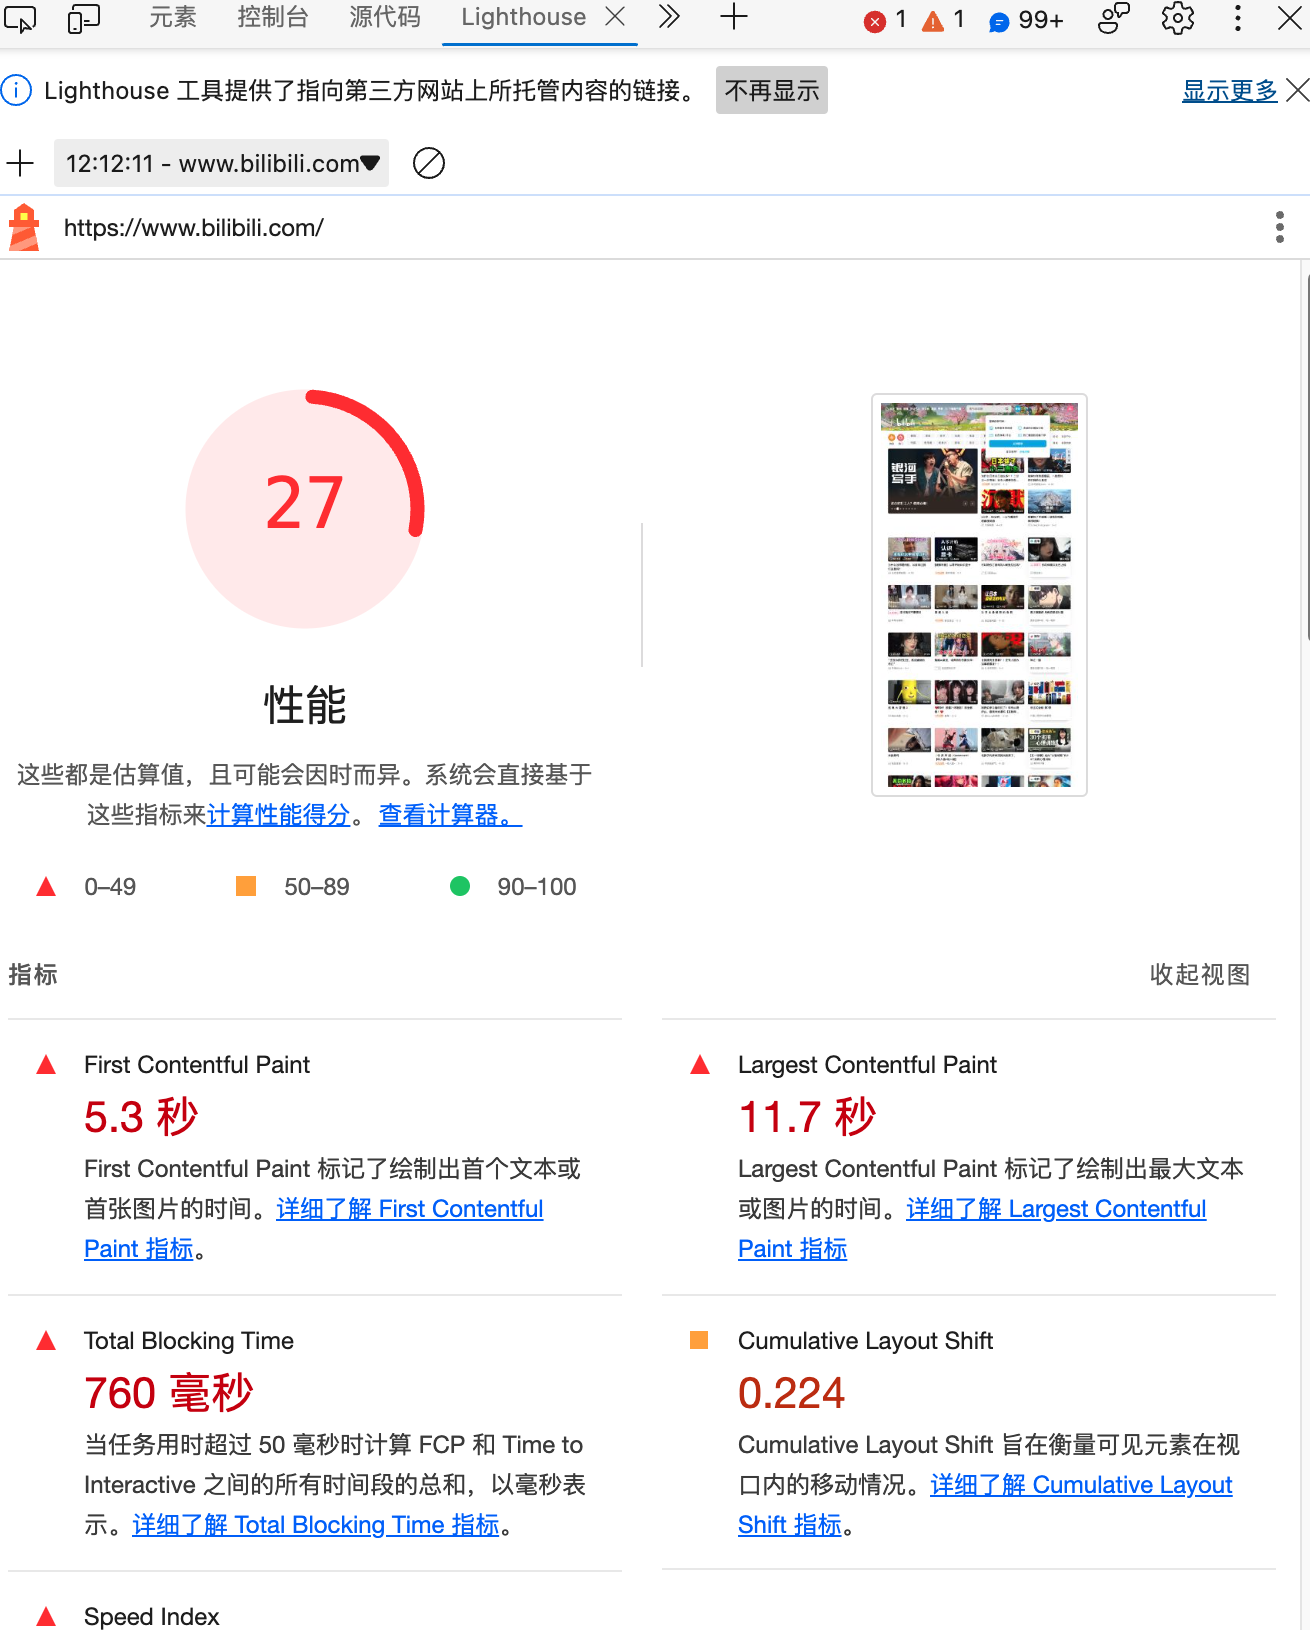 元素 控制台 源代码 Lighthouse 1 1 99+
Lighthouse 工具提供了指向第三方网站上所托管内容的链接。 不再显示 显示更多
12:12:11 - www.bilibili.com
https://www.bilibili.com/
27
银河
写手
性能
这些都是估算值，且可能会因时而异。系统会直接基于
这些指标来计算性能得分。 查看计算器。
0–49 50–89 90–100
指标 收起视图
First Contentful Paint
5.3 秒
First Contentful Paint 标记了绘制出首个文本或
首张图片的时间。详细了解 First Contentful
Paint 指标。
Largest Contentful Paint
11.7 秒
Largest Contentful Paint 标记了绘制出最大文本
或图片的时间。详细了解 Largest Contentful
Paint 指标
Total Blocking Time
760 毫秒
当任务用时超过 50 毫秒时计算 FCP 和 Time to
Interactive 之间的所有时间段的总和，以毫秒表
示。详细了解 Total Blocking Time 指标。
Cumulative Layout Shift
0.224
Cumulative Layout Shift 旨在衡量可见元素在视
口内的移动情况。详细了解 Cumulative Layout
Shift 指标。
Speed Index